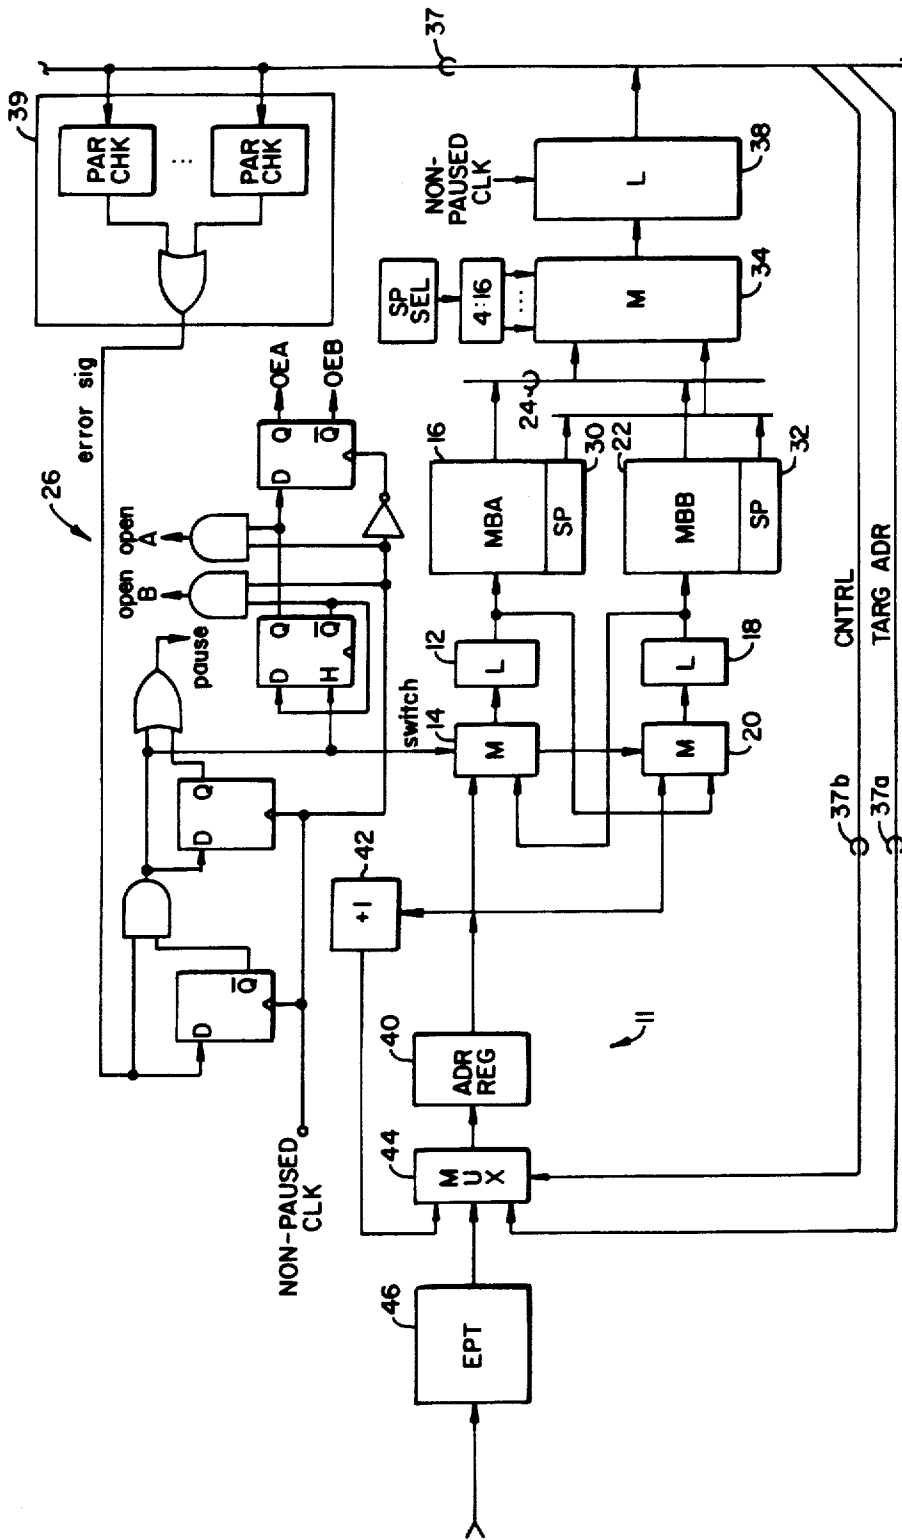 39
PAR
CHK
...
PAR
CHK
37
error sig
26
OEA
OEB
D
Q
Q̅
open
A
open
B
pause
D
Q
H
Q̅
D
Q
D
Q̅
NON-PAUSED
CLK
switch
NON-
PAUSED
CLK
L
38
SP
SEL
4:16
...
M
34
24
16
MBA
SP
30
22
MBB
SP
32
12
L
14
M
L
18
M
20
CNTRL
TARG ADR
37b
37a
42
+1
40
ADR
REG
11
44
M
U
X
46
EPT